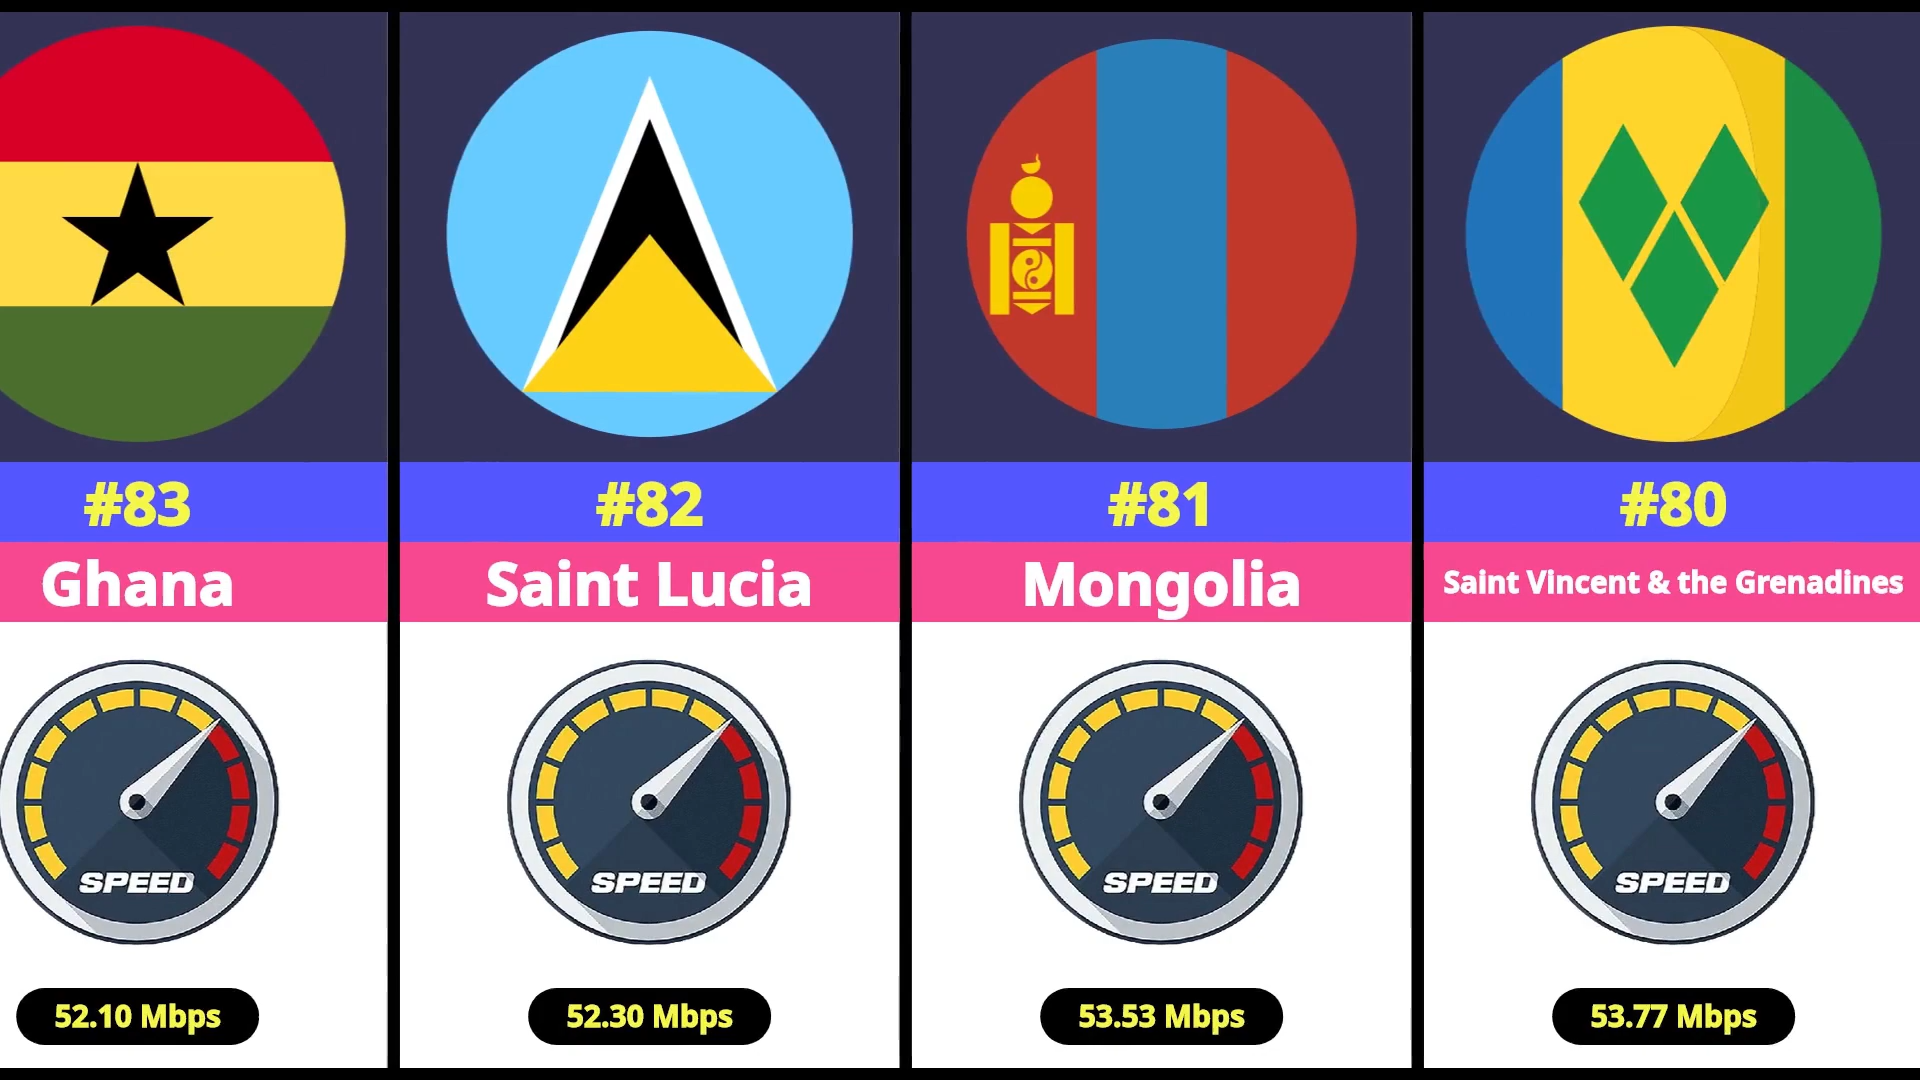 #83
Ghana
SPEED
52.10 Mbps
#82
Saint Lucia
SPEED
52.30 Mbps
#81
Mongolia
SPEED
53.53 Mbps
#80
Saint Vincent & the Grenadines
SPEED
53.77 Mbps